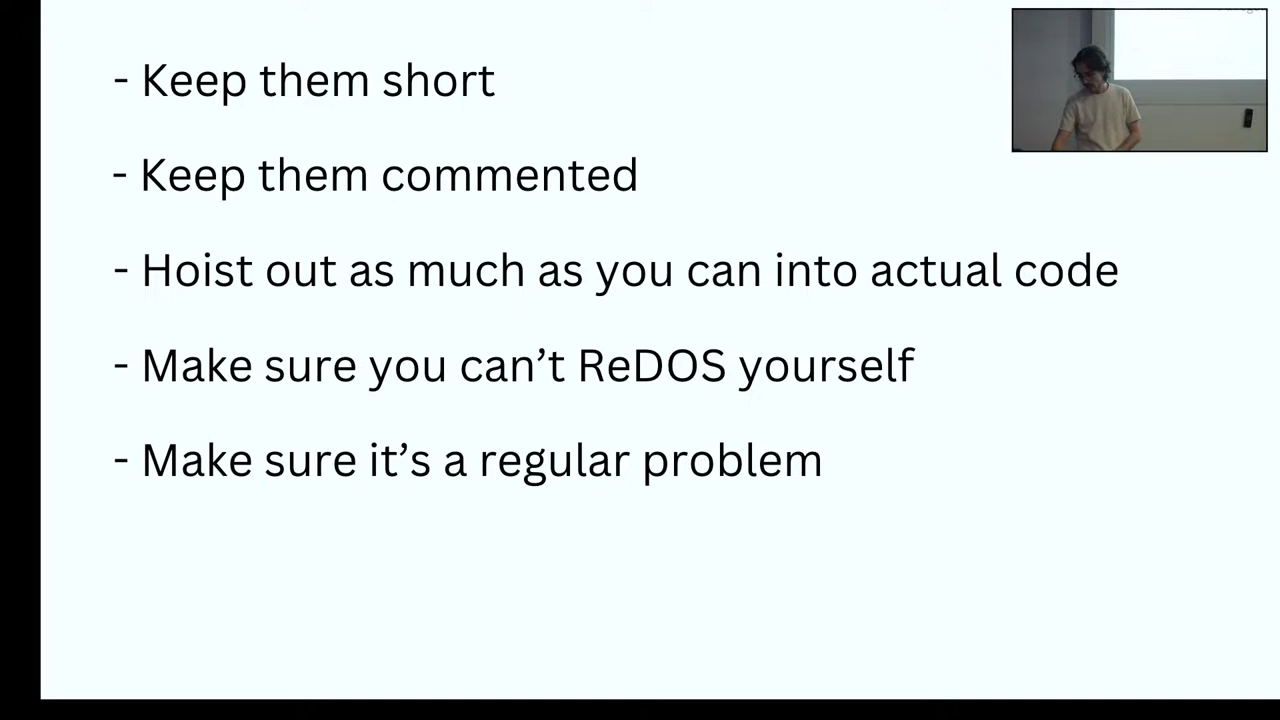 - Keep them short
- Keep them commented
- Hoist out as much as you can into actual code
- Make sure you can’t ReDOS yourself
- Make sure it’s a regular problem